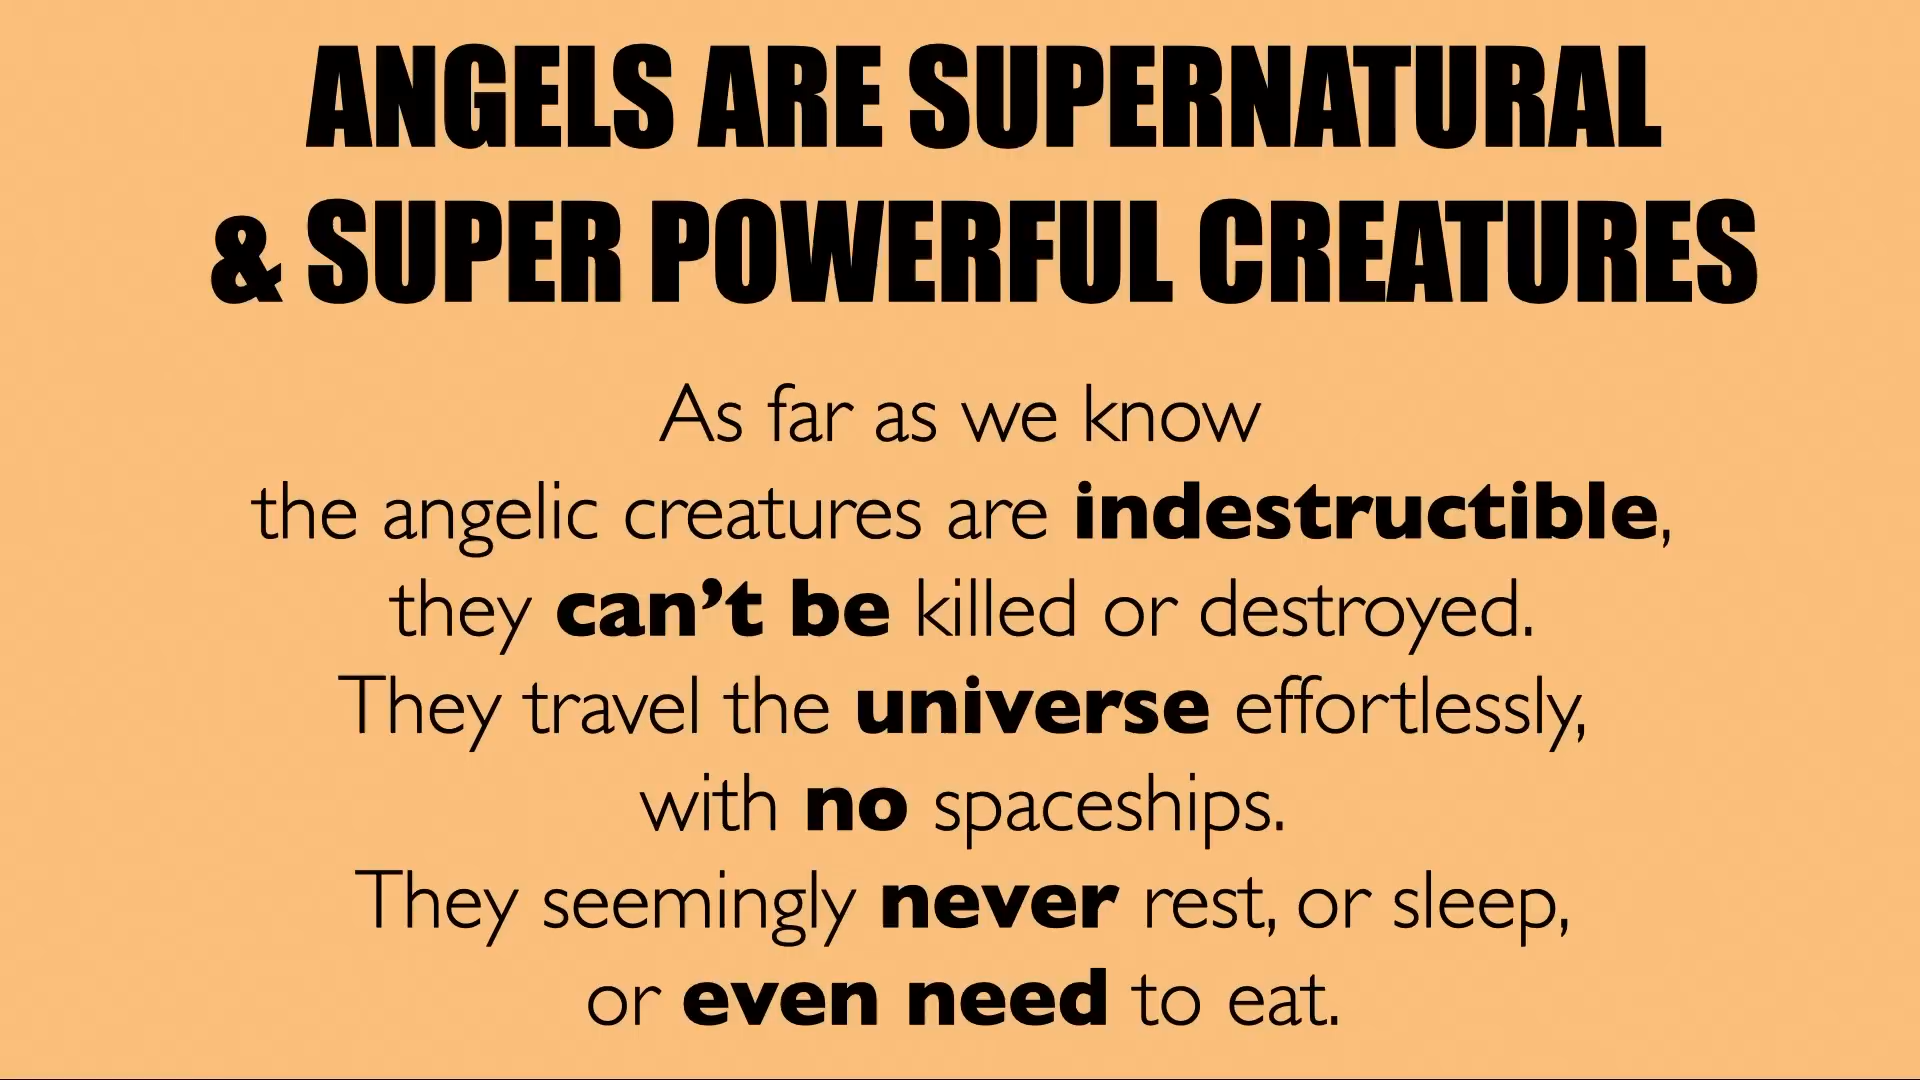 ANGELS ARE SUPERNATURAL
& SUPER POWERFUL CREATURES
As far as we know
the angelic creatures are indestructible,
they can’t be killed or destroyed.
They travel the universe effortlessly,
with no spaceships.
They seemingly never rest, or sleep,
or even need to eat.